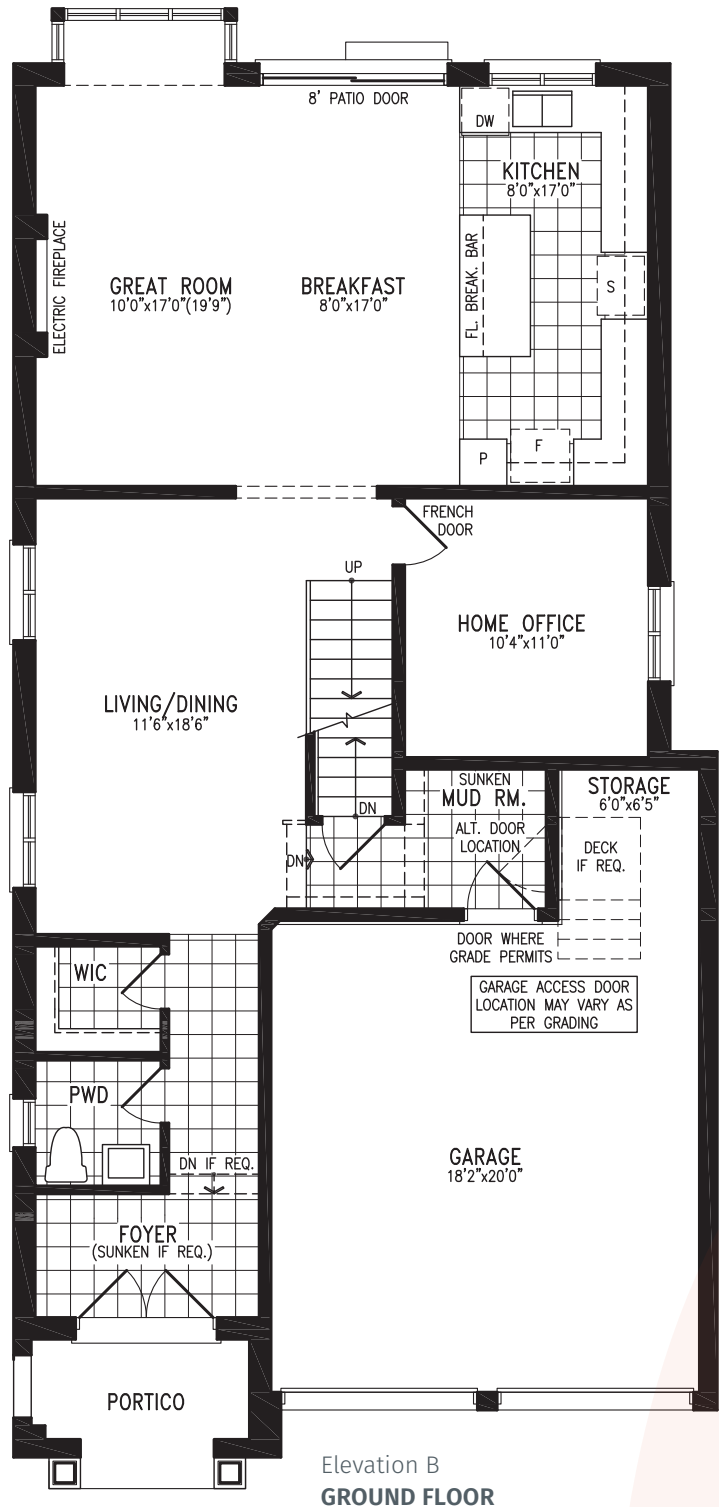 8' PATIO DOOR
DW
KITCHEN
8'0"x17'0"
ELECTRIC FIREPLACE
GREAT ROOM
10'0"x17'0"(19'9")
BREAKFAST
8'0"x17'0"
FL. BREAK. BAR
S
P
F
FRENCH
DOOR
UP
HOME OFFICE
10'4"x11'0"
LIVING/DINING
11'6"x18'6"
SUNKEN
MUD RM.
STORAGE
6'0"x6'5"
DN
ALT. DOOR
LOCATION
DECK
IF REQ.
DN
DOOR WHERE
GRADE PERMITS
WIC
GARAGE ACCESS DOOR
LOCATION MAY VARY AS
PER GRADING
PWD
DN IF REQ.
GARAGE
18'2"x20'0"
FOYER
(SUNKEN IF REQ.)
PORTICO
Elevation B
GROUND FLOOR